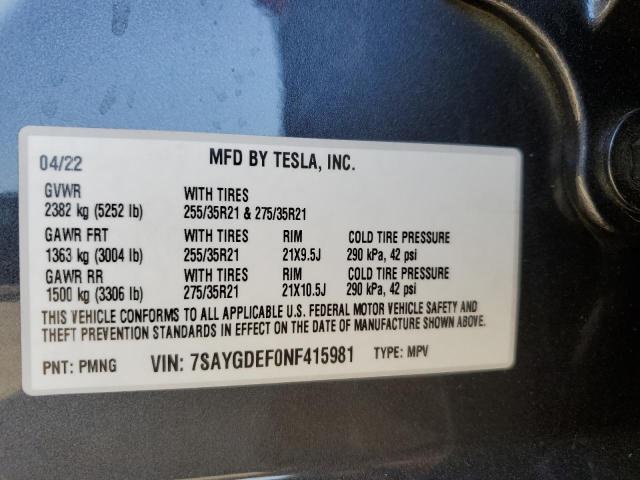 04/22 MFD BY TESLA, INC.
GVWR WITH TIRES
2382 kg (5252 lb) 255/35R21 & 275/35R21
GAWR FRT WITH TIRES RIM COLD TIRE PRESSURE
1363 kg (3004 lb) 255/35R21 21X9.5J 290 kPa, 42 psi
GAWR RR WITH TIRES RIM COLD TIRE PRESSURE
1500 kg (3306 lb) 275/35R21 21X10.5J 290 kPa, 42 psi
THIS VEHICLE CONFORMS TO ALL APPLICABLE U.S. FEDERAL MOTOR VEHICLE SAFETY AND
THEFT PREVENTION STANDARDS IN EFFECT ON THE DATE OF MANUFACTURE SHOWN ABOVE.
PNT: PMNG VIN: 7SAYGDEF0NF415981 TYPE: MPV